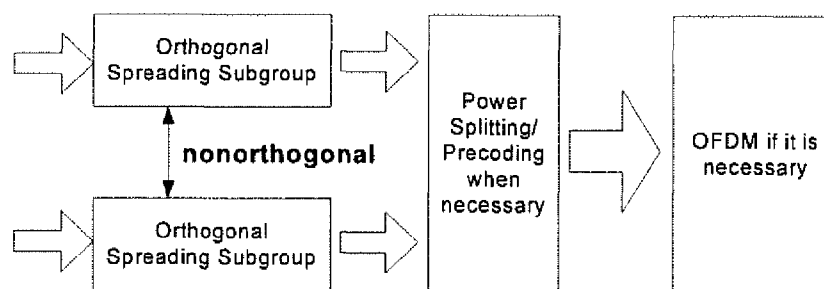 Orthogonal
Spreading Subgroup
nonorthogonal
Orthogonal
Spreading Subgroup
Power
Splitting/
Precoding
when
necessary
OFDM if it is
necessary